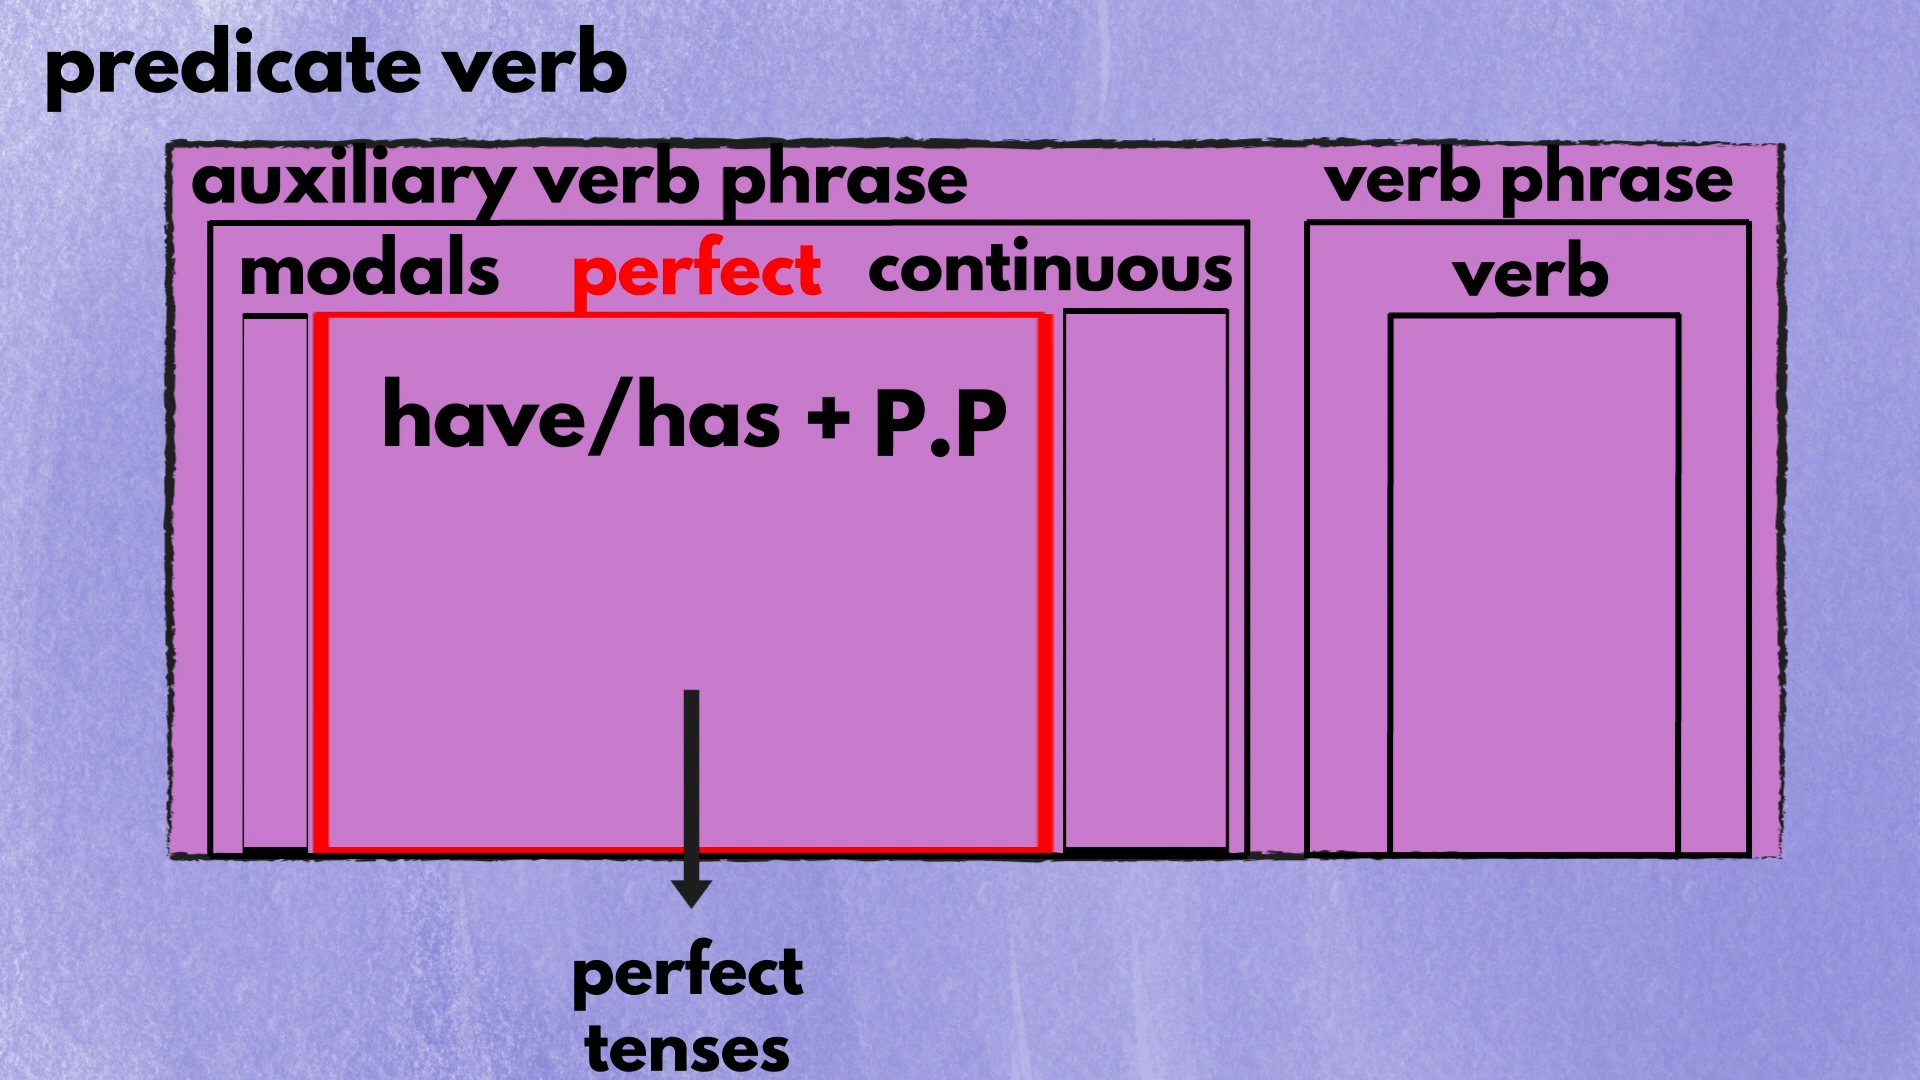 predicate verb
auxiliary verb phrase
verb phrase
modals perfect continuous
verb
have/has + P.P
perfect
tenses